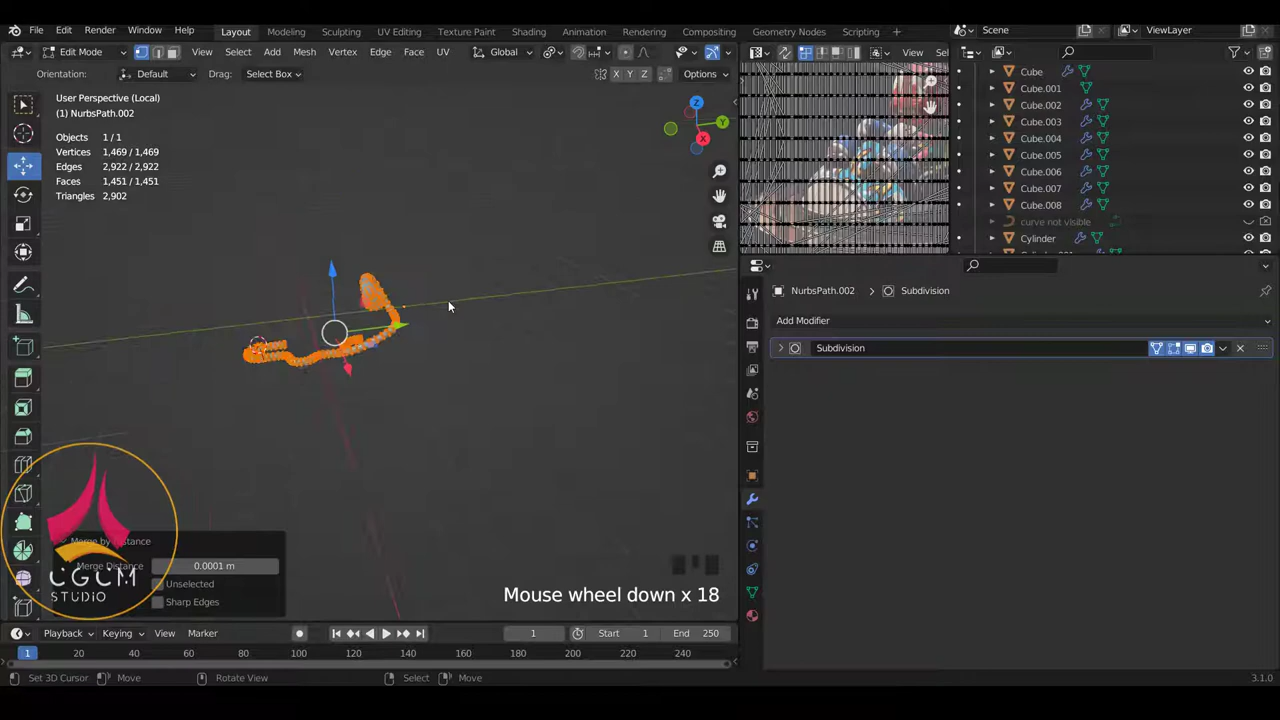 File Edit Render Window Help Layout Modeling Sculpting UV Editing Texture Paint Shading Animation Rendering Compositing Geometry Nodes Scripting Scene ViewLayer
Edit Mode View Select Add Mesh Vertex Edge Face UV Global View Sel
Orientation: Default Drag: Select Box X Y Z Options
User Perspective (Local)
(1) NurbsPath.002
Objects 1 / 1
Vertices 1,469 / 1,469
Edges 2,922 / 2,922
Faces 1,451 / 1,451
Triangles 2,902
Z
Y
X
Cube
Cube.001
Cube.002
Cube.003
Cube.004
Cube.005
Cube.006
Cube.007
Cube.008
curve not visible
Cylinder
NurbsPath.002 > Subdivision
Add Modifier
Subdivision
Merge by Distance
Merge Distance 0.0001 m
Unselected
Sharp Edges
CGCM
STUDIO
Mouse wheel down x 18
Playback Keying View Marker 1 Start 1 End 250
1 20 40 60 80 100 120 140 160 180 200 220 240
Set 3D Cursor Move Rotate View Select Move 3.1.0